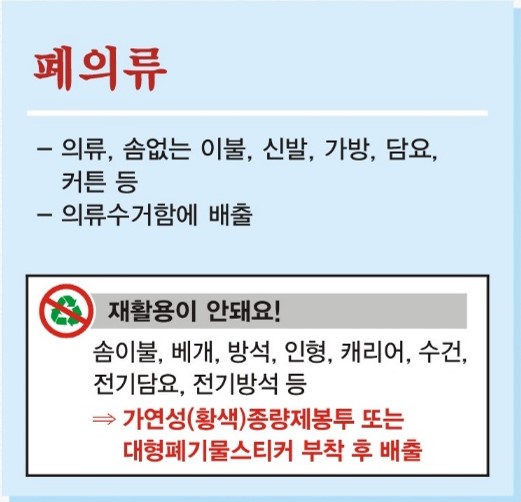 폐의류
– 의류, 솜없는 이불, 신발, 가방, 담요,
커튼 등
– 의류수거함에 배출
재활용이 안돼요!
솜이불, 베개, 방석, 인형, 캐리어, 수건,
전기담요, 전기방석 등
⇒ 가연성(황색)종량제봉투 또는
대형폐기물스티커 부착 후 배출